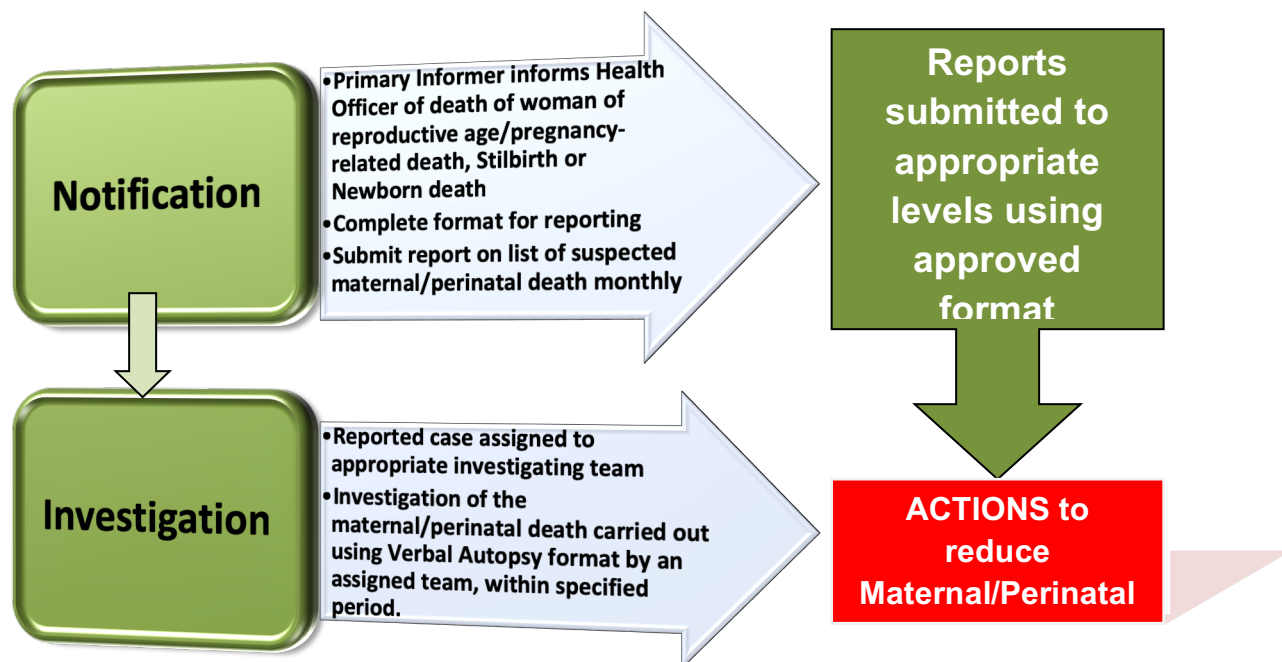 Notification
•Primary Informer informs Health
Officer of death of woman of
reproductive age/pregnancy-
related death, Stilbirth or
Newborn death
•Complete format for reporting
•Submit report on list of suspected
maternal/perinatal death monthly
Reports
submitted to
appropriate
levels using
approved
format
Investigation
•Reported case assigned to
appropriate investigating team
•Investigation of the
maternal/perinatal death carried out
using Verbal Autopsy format by an
assigned team, within specified
period.
ACTIONS to
reduce
Maternal/Perinatal